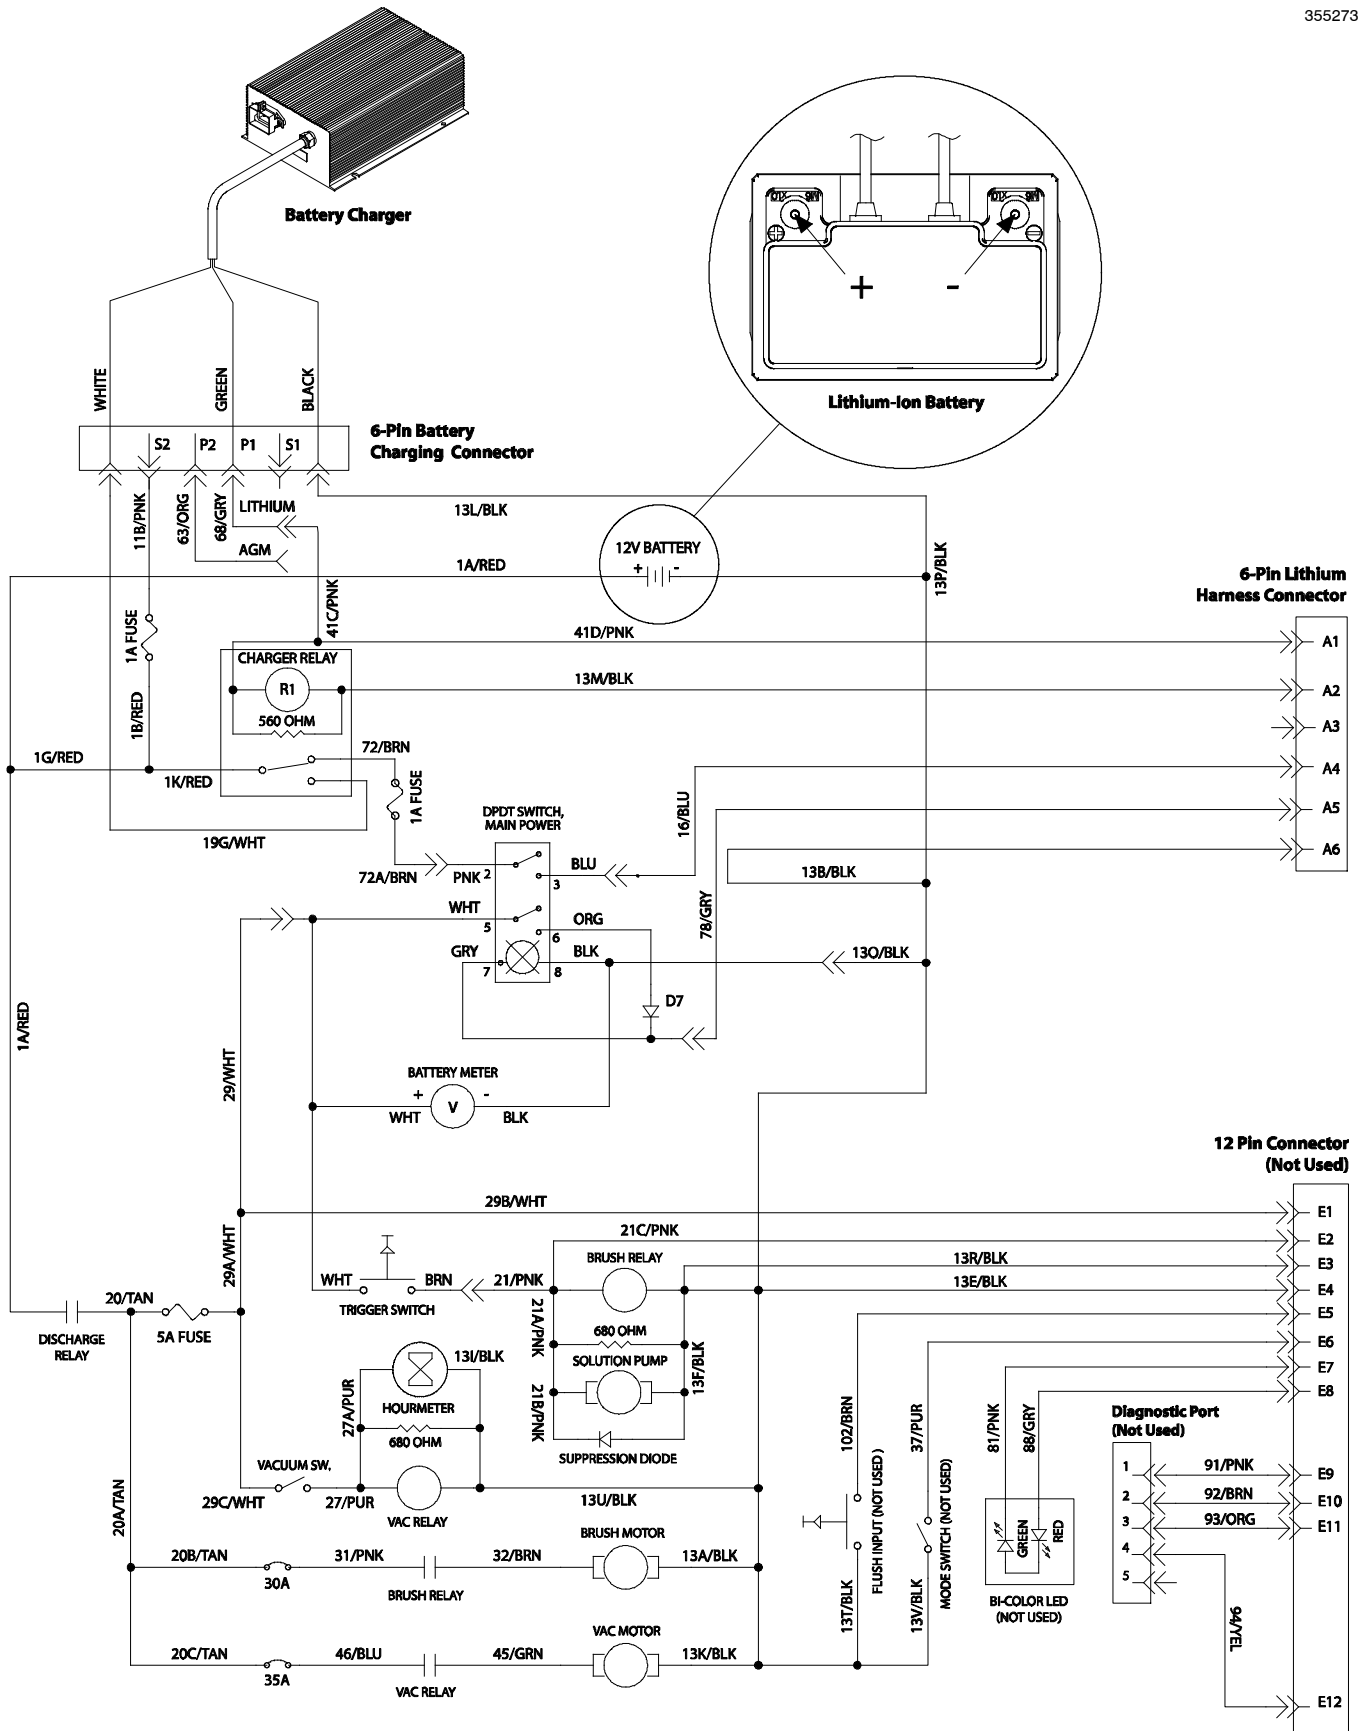 355273
Battery Charger
M6 X1.0
M6 X1.0
+ -
Lithium-Ion Battery
WHITE
GREEN
BLACK
6-Pin Battery
Charging Connector
S2 P2 P1 S1
11B/PNK
63/ORG
68/GRY
LITHIUM
AGM
13L/BLK
12V BATTERY
+ -
1A/RED
13P/BLK
6-Pin Lithium
Harness Connector
41C/PNK
1A FUSE
41D/PNK
A1
CHARGER RELAY
R1
560 OHM
13M/BLK
A2
A3
1B/RED
1G/RED
1K/RED
72/BRN
1A FUSE
A4
16/BLU
A5
19G/WHT
DPDT SWITCH,
MAIN POWER
A6
72A/BRN
PNK 2
3 BLU
13B/BLK
78/GRY
WHT
5
ORG
6
GRY
7
BLK
8
13O/BLK
D7
1A/RED
29/WHT
BATTERY METER
+ -
V
WHT
BLK
12 Pin Connector
(Not Used)
29B/WHT
E1
29A/WHT
21C/PNK
E2
BRUSH RELAY
13R/BLK
E3
WHT
BRN
21/PNK
13E/BLK
E4
TRIGGER SWITCH
20/TAN
5A FUSE
DISCHARGE
RELAY
21A/PNK
680 OHM
E5
SOLUTION PUMP
13F/BLK
E6
13I/BLK
27A/PUR
HOURMETER
21B/PNK
E7
E8
680 OHM
SUPPRESSION DIODE
102/BRN
37/PUR
81/PNK
88/GRY
Diagnostic Port
(Not Used)
VACUUM SW.
29C/WHT
27/PUR
VAC RELAY
13U/BLK
1
91/PNK
E9
2
92/BRN
E10
3
93/ORG
E11
4
5
20A/TAN
FLUSH INPUT (NOT USED )
MODE SWITCH (NOT USED)
GREEN
RED
BI-COLOR LED
(NOT USED)
20B/TAN
30A
31/PNK
BRUSH RELAY
32/BRN
BRUSH MOTOR
13A/BLK
13T/BLK
13V/BLK
94/YEL
20C/TAN
35A
46/BLU
VAC RELAY
45/GRN
VAC MOTOR
13K/BLK
E12